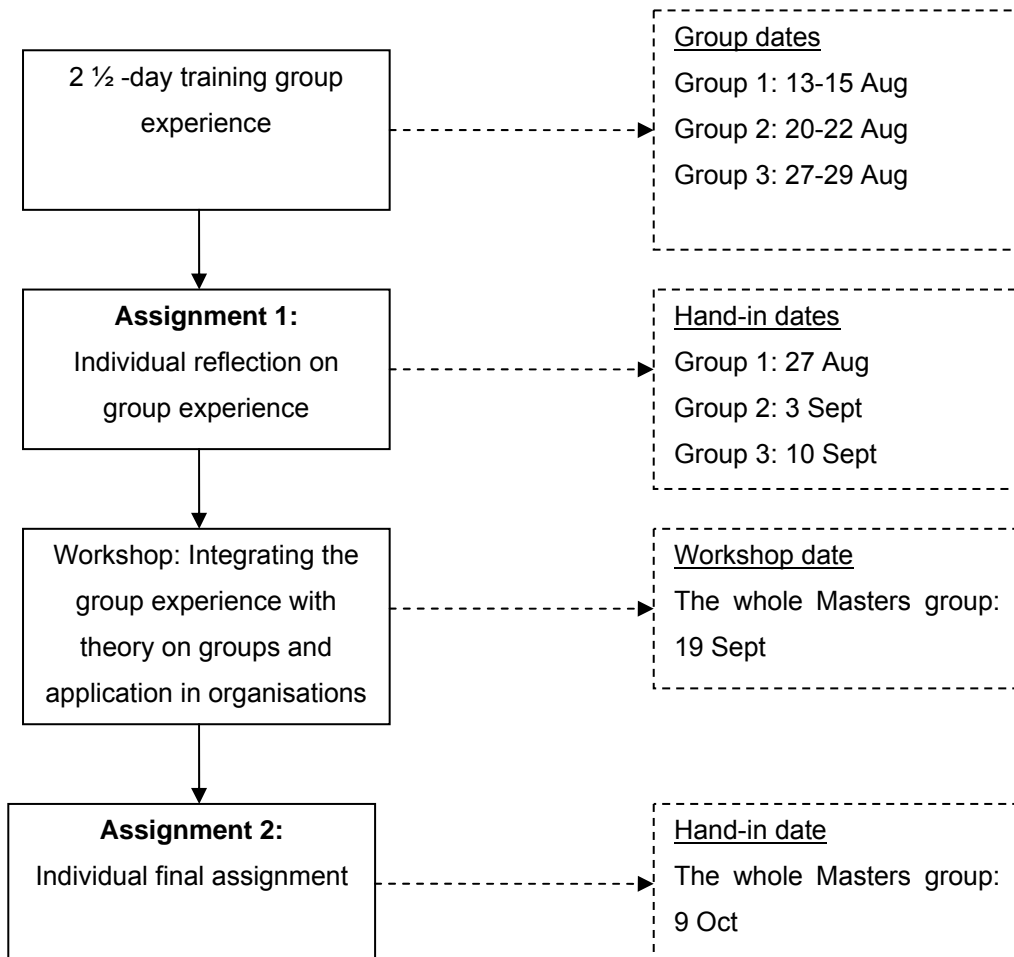 2 ½ -day training group
experience
Group dates
Group 1: 13-15 Aug
Group 2: 20-22 Aug
Group 3: 27-29 Aug
Assignment 1:
Individual reflection on
group experience
Hand-in dates
Group 1: 27 Aug
Group 2: 3 Sept
Group 3: 10 Sept
Workshop: Integrating the
group experience with
theory on groups and
application in organisations
Workshop date
The whole Masters group:
19 Sept
Assignment 2:
Individual final assignment
Hand-in date
The whole Masters group:
9 Oct